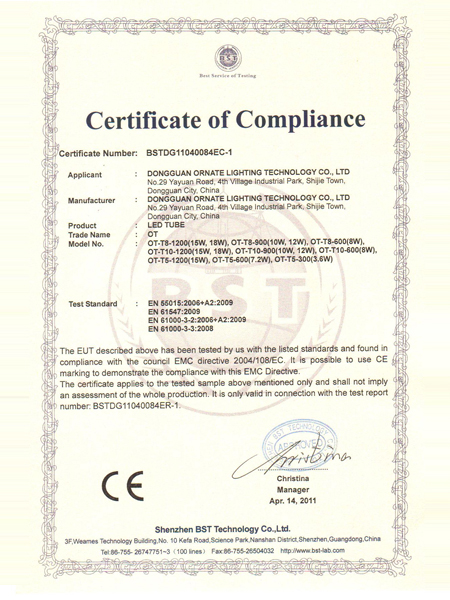 BST
Best Service of Testing
Certificate of Compliance
Certificate Number: BSTDG11040084EC-1
Applicant : DONGGUAN ORNATE LIGHTING TECHNOLOGY CO., LTD
No.29 Yayuan Road, 4th Village Industrial Park, Shijie Town,
Dongguan City, China
Manufacturer : DONGGUAN ORNATE LIGHTING TECHNOLOGY CO., LTD
No.29 Yayuan Road, 4th Village Industrial Park, Shijie Town,
Dongguan City, China
Product : LED TUBE
Trade Name : OT
Model No. : OT-T8-1200(15W, 18W), OT-T8-900(10W, 12W), OT-T8-600(8W)
OT-T10-1200(15W, 18W), OT-T10-900(10W, 12W), OT-T10-600(8W)
OT-T5-1200(15W), OT-T5-600(7.2W), OT-T5-300(3.6W)
BST
Test Standard : EN 55015:2006+A2:2009
EN 61547:2009
EN 61000-3-2:2006+A2:2009
EN 61000-3-3:2008
The EUT described above has been tested by us with the listed standards and found in
compliance with the council EMC directive 2004/108/EC. It is possible to use CE
marking to demonstrate the compliance with this EMC Directive.
The certificate applies to the tested sample above mentioned only and shall not imply
an assessment of the whole production. It is only valid in connection with the test report
number: BSTDG11040084ER-1.
APPROVED
Christina
CE
Christina
Manager
Apr. 14, 2011
Shenzhen BST Technology Co.,Ltd.
3F,Weames Technology Building,No. 10 Kefa Road,Science Park,Nanshan District,Shenzhen,Guangdong,China
Tel:86-755- 26747751~3 (100 lines) Fax:86-755-26504032 http://www.bst-lab.com